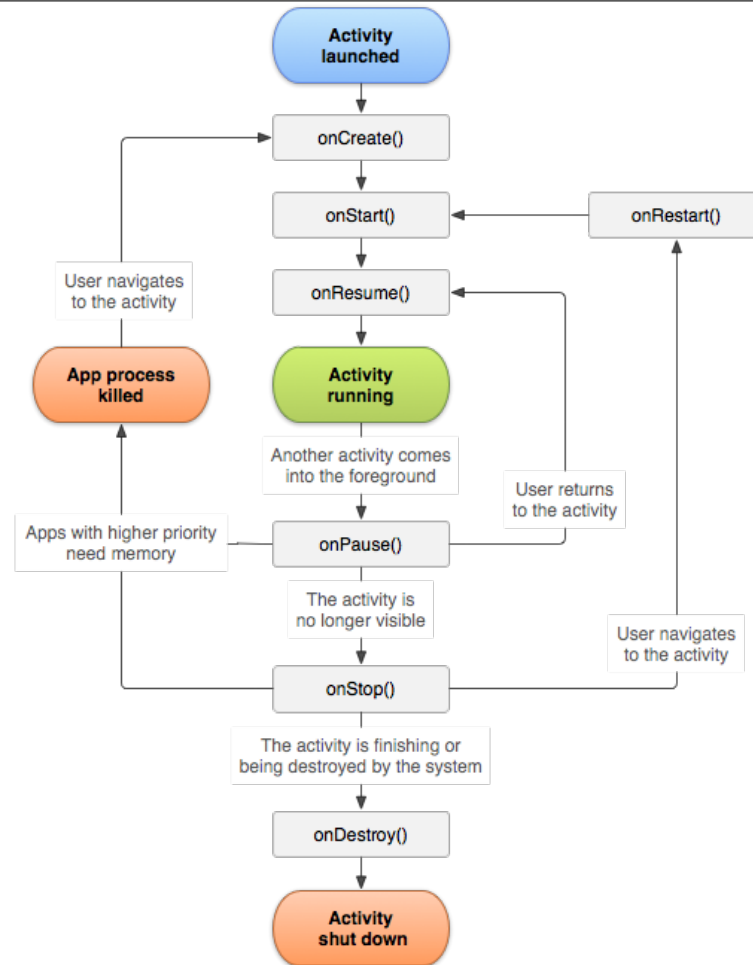 Activity
launched
onCreate()
onStart()
onRestart()
User navigates
to the activity
onResume()
App process
killed
Activity
running
Another activity comes
into the foreground
User returns
to the activity
Apps with higher priority
need memory
onPause()
The activity is
no longer visible
User navigates
to the activity
onStop()
The activity is finishing or
being destroyed by the system
onDestroy()
Activity
shut down